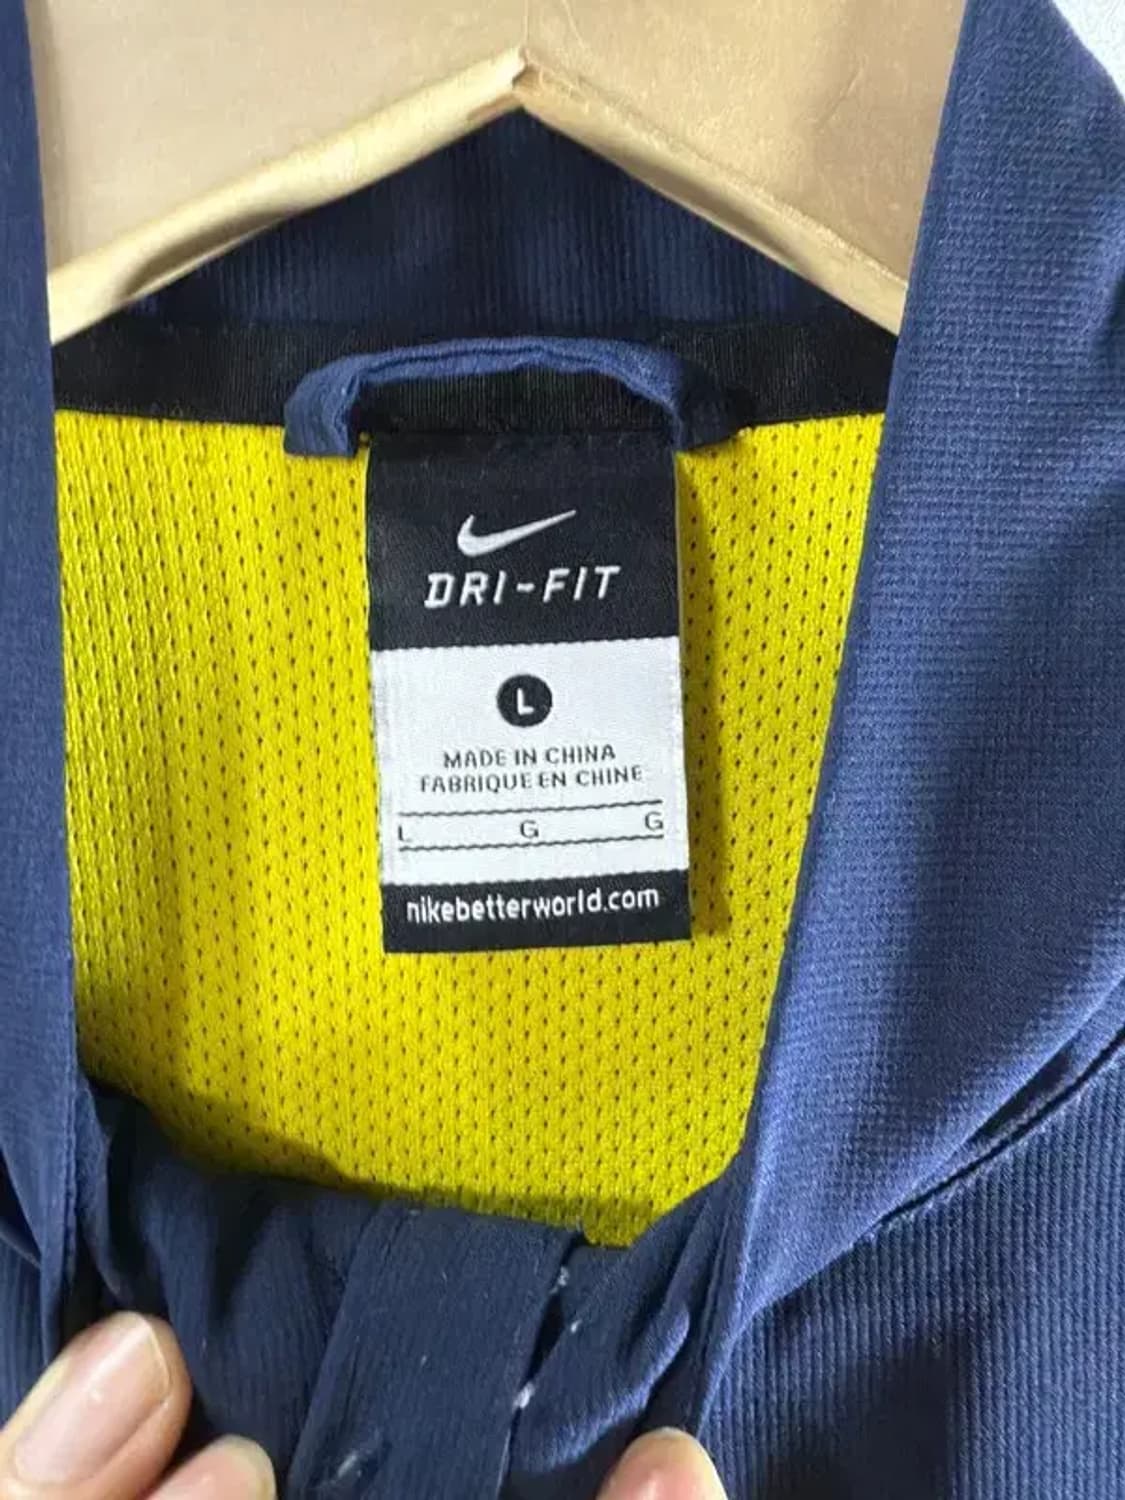 DRI-FIT
L
MADE IN CHINA
FABRIQUE EN CHINE
L G G
nikebetterworld.com